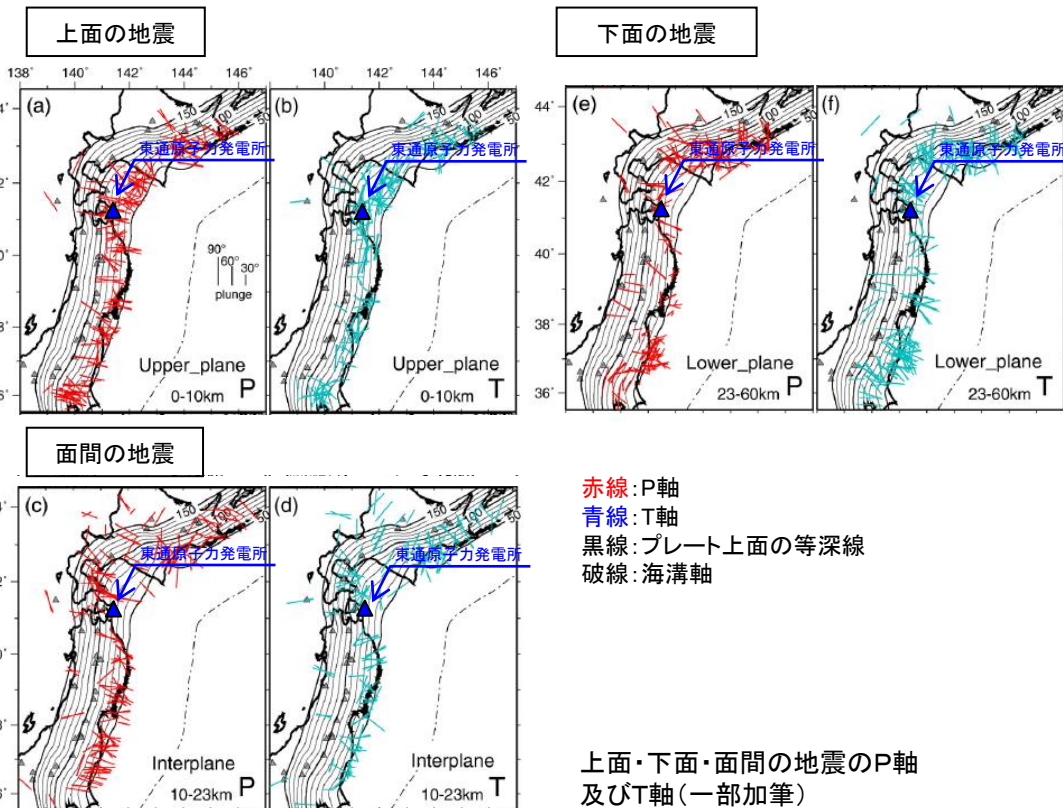 上面の地震
下面の地震
138° 140° 142° 144° 146°
140° 142° 144° 146°
(a)
(b)
(e)
(f)
44°
42°
40°
38°
36°
150
100
50
東通原子力発電所
東通原子力発電所
東通原子力発電所
東通原子力発電所
90°
60°
30°
plunge
Upper_plane
0-10km P
Upper_plane
0-10km T
Lower_plane
23-60km P
Lower_plane
23-60km T
面間の地震
(c)
(d)
150
50
東通原子力発電所
東通原子力発電所
Interplane
10-23km P
Interplane
10-23km T
赤線:P軸
青線:T軸
黒線:プレート上面の等深線
破線:海溝軸
上面・下面・面間の地震のP軸
及びT軸(一部加筆)